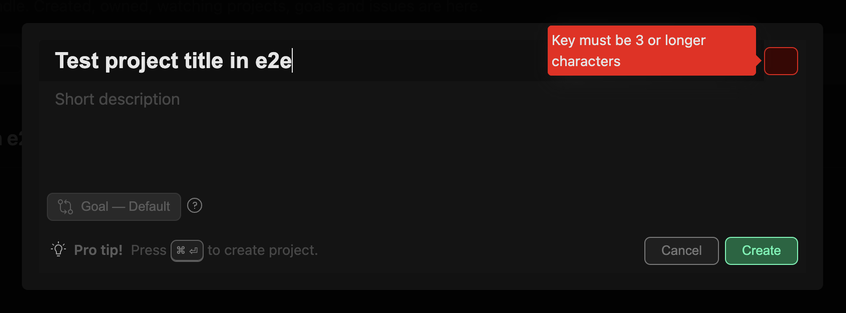 Test project title in e2e
Key must be 3 or longer
characters
Short description
Goal — Default
?
Pro tip! Press ⌘ ⏎ to create project.
Cancel
Create